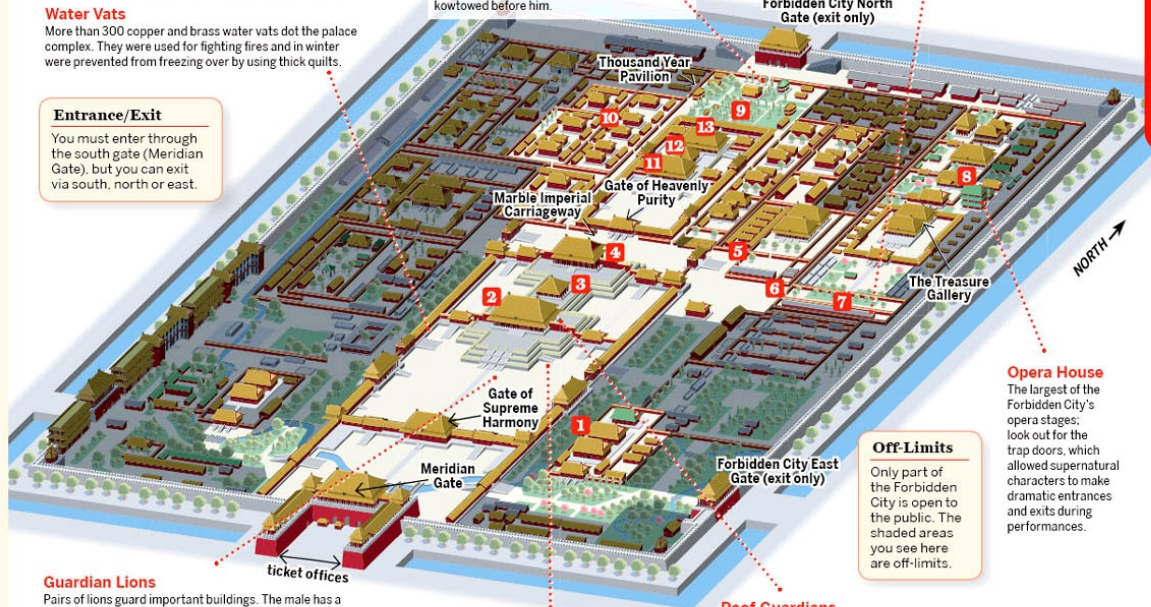 kowtowed before him.
Forbidden City North
Gate (exit only)
Water Vats
More than 300 copper and brass water vats dot the palace
complex. They were used for fighting fires and in winter
were prevented from freezing over by using thick quilts.
Thousand Year
Pavilion
Entrance/Exit
You must enter through
the south gate (Meridian
Gate), but you can exit
via south, north or east.
9
10
13
12
11
8
Gate of Heavenly
Purity
Marble Imperial
Carriageway
4
5
NORTH
3
6
The Treasure
Gallery
2
7
Opera House
The largest of the
Forbidden City's
opera stages;
look out for the
trap doors, which
allowed supernatural
characters to make
dramatic entrances
and exits during
performances.
Gate of
Supreme
Harmony
1
Off-Limits
Only part of
the Forbidden
City is open to
the public. The
shaded areas
you see here
are off-limits.
Meridian
Gate
Forbidden City East
Gate (exit only)
ticket offices
Guardian Lions
Pairs of lions guard important buildings. The male has a
Roof Guardians